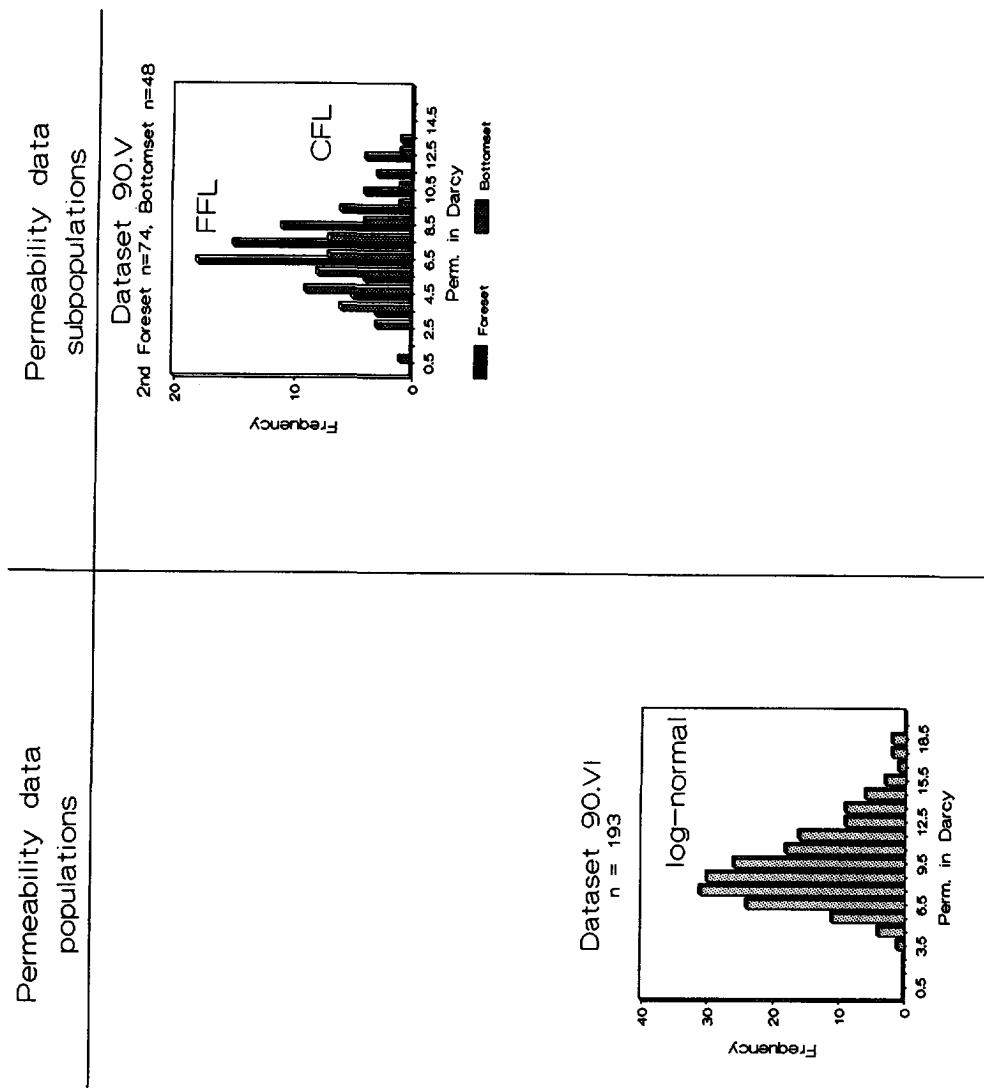 Permeability data
populations
Permeability data
subpopulations
Dataset 90.V
2nd Foreset n=74, Bottomset n=48
20
10
0
Frequency
FFL
CFL
0.5 2.5 4.5 6.5 8.5 10.5 12.5 14.5
Perm. in Darcy
Foreset Bottomset
Dataset 90.VI
n = 193
40
30
20
10
0
Frequency
log-normal
0.5 3.5 6.5 9.5 12.5 15.5 18.5
Perm. in Darcy